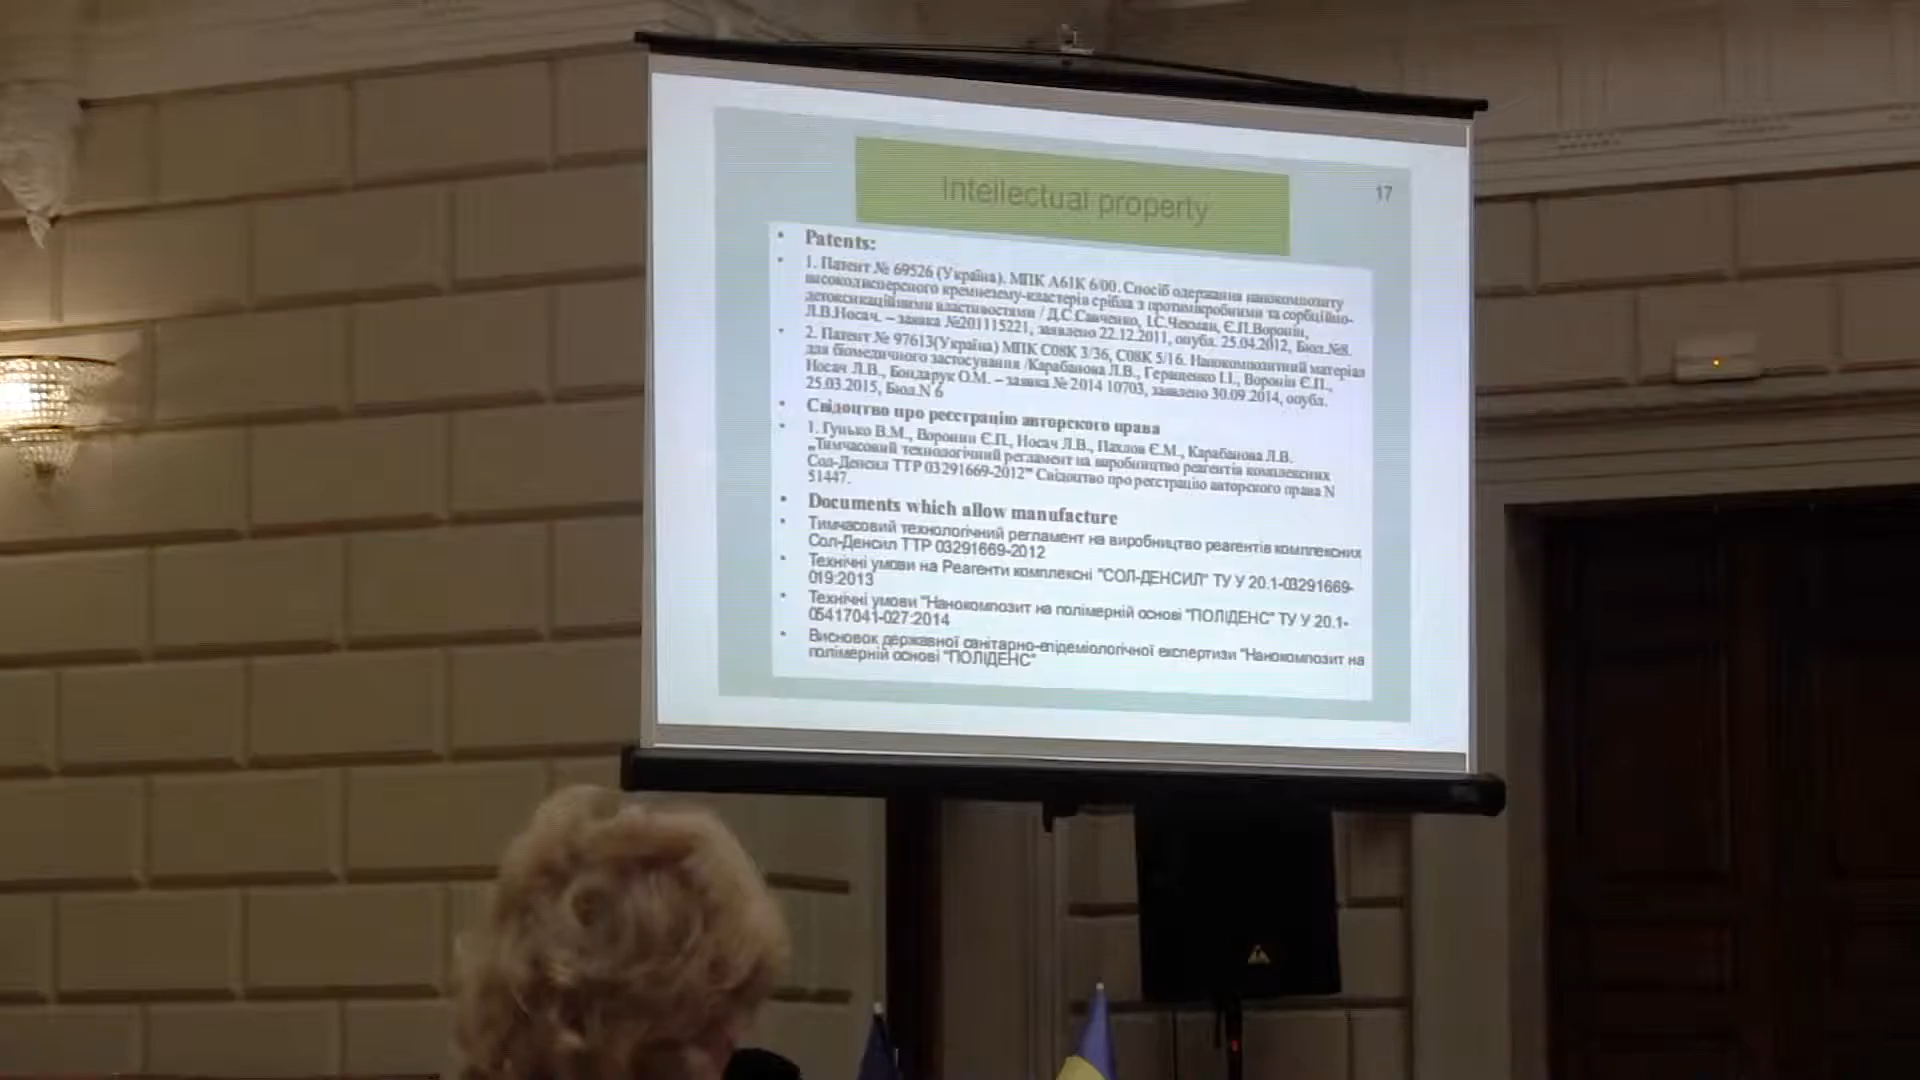 Intellectual property
17
• Patents:
• 1. Патент № 69526 (Україна). МПК А61К 6/00. Спосіб одержання нанокомпозиту
високодисперсного кремнезему-кластерів срібла з протимікробними та сорбційно-
детоксикаційними властивостями / Д.С.Савченко, І.С.Чекман, Є.П.Воронін,
Л.В.Носач. – заявка №201115221, заявлено 22.12.2011, опубл. 25.04.2012, Бюл.№8.
• 2. Патент № 97613(Україна) МПК С08К 3/36, С08К 5/16. Нанокомпозитний матеріал
для біомедичного застосування /Карабанова Л.В., Геращенко І.І., Воронін Є.П.,
Носач Л.В., Бондарук О.М. – заявка № 2014 10703, заявлено 30.09.2014, опубл.
25.03.2015, Бюл.N 6
• Свідоцтво про реєстрацію авторского права
• 1. Гунько В.М., Воронин Є.П., Носач Л.В., Пахлов Є.М., Карабанова Л.В.
„Тимчасовий технологічний регламент на виробництво реагентів комплексних
Сол-Денсил ТТР 03291669-2012" Свідоцтво про реєстрацію авторского права N
51447.
• Documents which allow manufacture
• Тимчасовий технологічний регламент на виробництво реагентів комплексних
Сол-Денсил ТТР 03291669-2012
• Технічні умови на Реагенти комплексні "СОЛ-ДЕНСИЛ" ТУ У 20.1-03291669-
019:2013
• Технічні умови "Нанокомпозит на полімерній основі "ПОЛІДЕНС" ТУ У 20.1-
05417041-027:2014
• Висновок державної санітарно-епідеміологічної експертизи "Нанокомпозит на
полімерній основі "ПОЛІДЕНС"